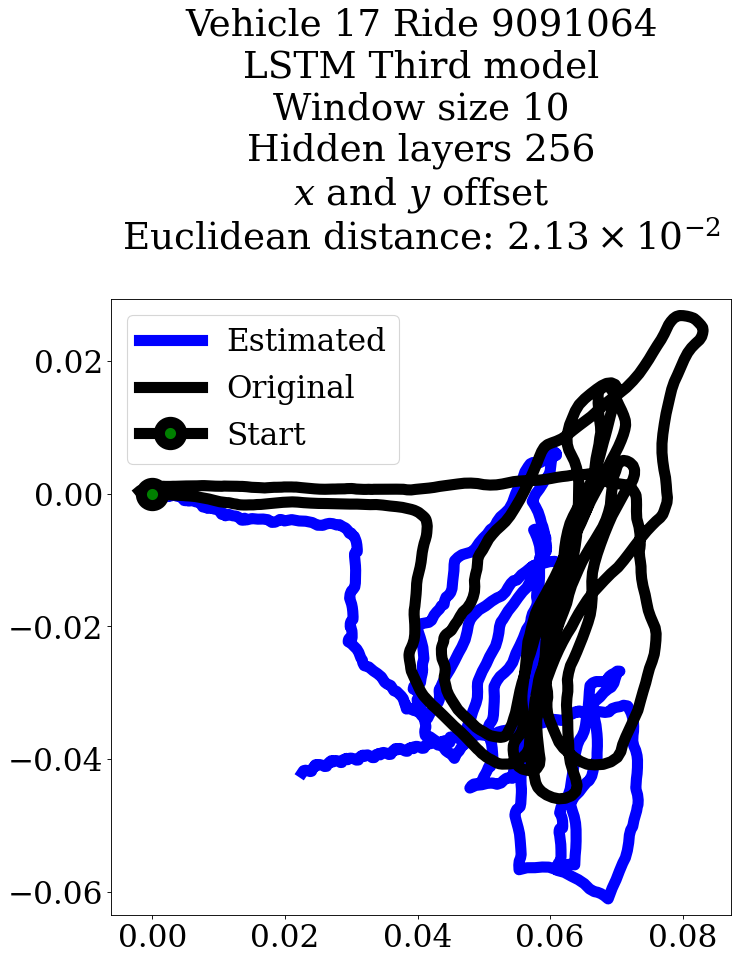 Vehicle 17 Ride 9091064
LSTM Third model
Window size 10
Hidden layers 256
x and y offset
Euclidean distance: 2.13 × 10⁻²
Estimated
Original
Start
0.02
0.00
−0.02
−0.04
−0.06
0.00 0.02 0.04 0.06 0.08